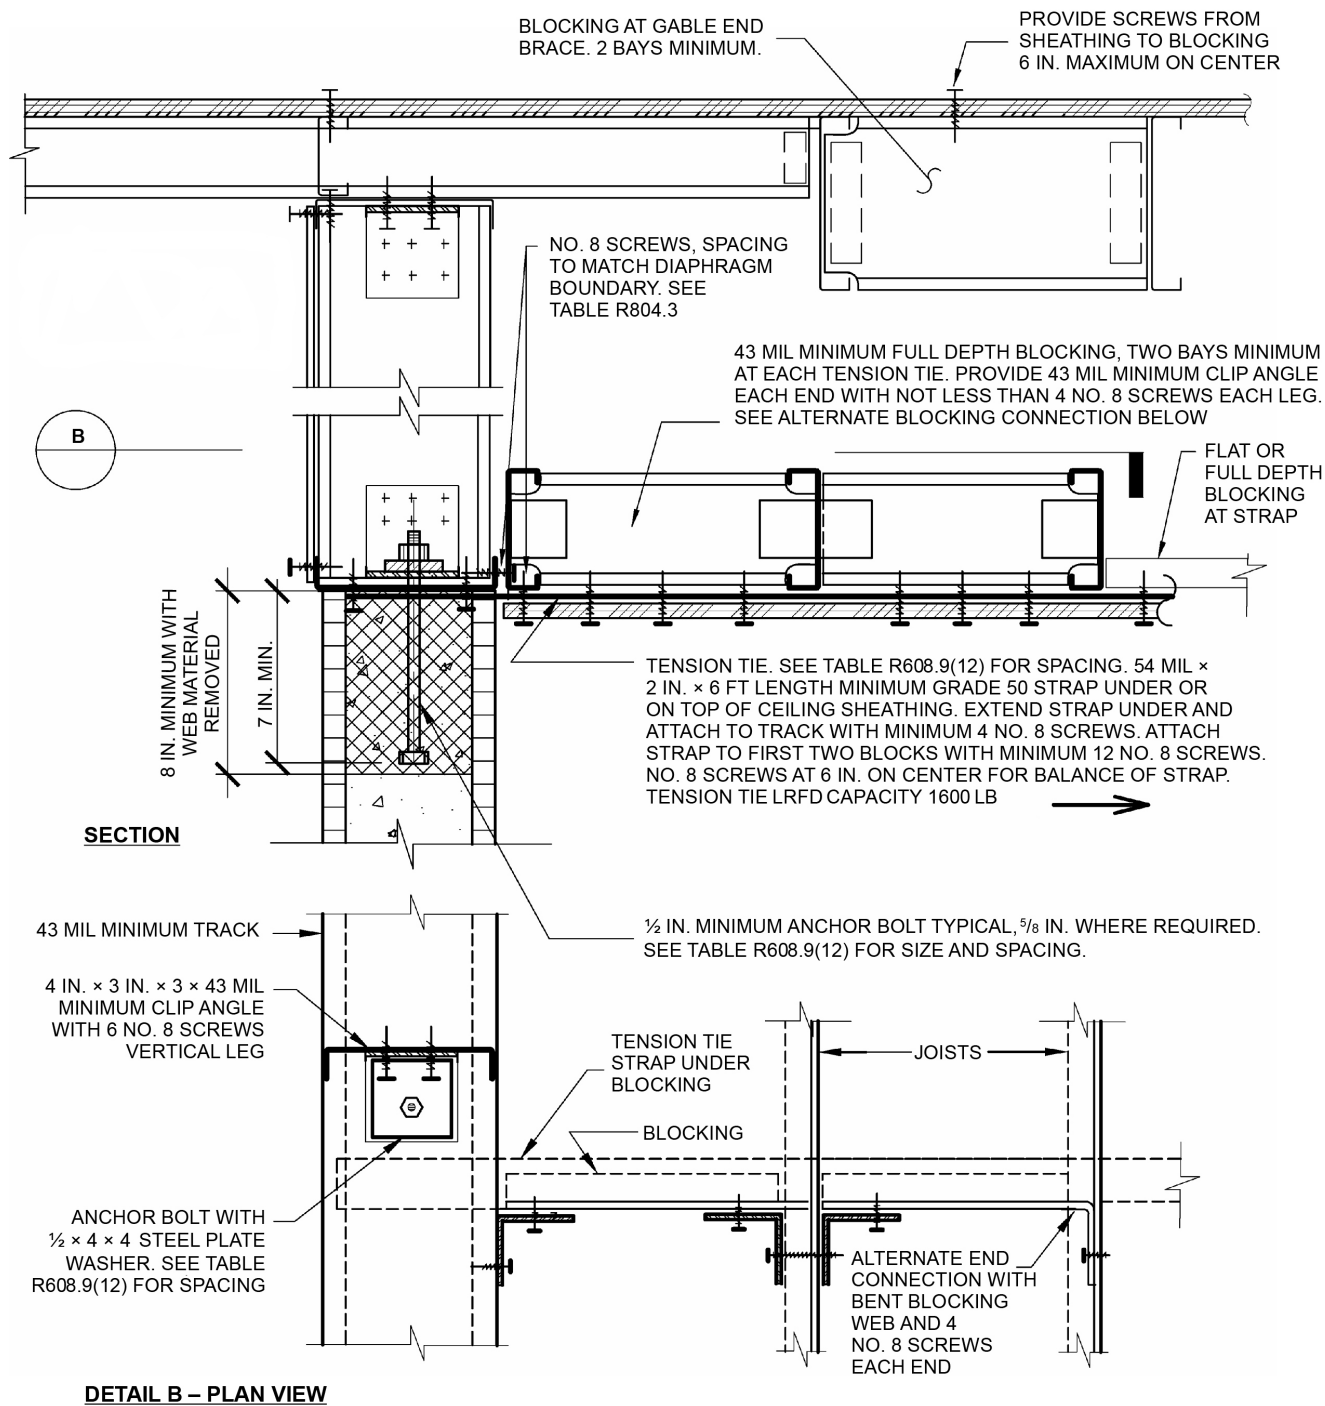 BLOCKING AT GABLE END
BRACE. 2 BAYS MINIMUM.
PROVIDE SCREWS FROM
SHEATHING TO BLOCKING
6 IN. MAXIMUM ON CENTER
NO. 8 SCREWS, SPACING
TO MATCH DIAPHRAGM
BOUNDARY. SEE
TABLE R804.3
43 MIL MINIMUM FULL DEPTH BLOCKING, TWO BAYS MINIMUM
AT EACH TENSION TIE. PROVIDE 43 MIL MINIMUM CLIP ANGLE
EACH END WITH NOT LESS THAN 4 NO. 8 SCREWS EACH LEG.
SEE ALTERNATE BLOCKING CONNECTION BELOW
B
FLAT OR
FULL DEPTH
BLOCKING
AT STRAP
8 IN. MINIMUM WITH
WEB MATERIAL
REMOVED
7 IN. MIN.
TENSION TIE. SEE TABLE R608.9(12) FOR SPACING. 54 MIL ×
2 IN. × 6 FT LENGTH MINIMUM GRADE 50 STRAP UNDER OR
ON TOP OF CEILING SHEATHING. EXTEND STRAP UNDER AND
ATTACH TO TRACK WITH MINIMUM 4 NO. 8 SCREWS. ATTACH
STRAP TO FIRST TWO BLOCKS WITH MINIMUM 12 NO. 8 SCREWS.
NO. 8 SCREWS AT 6 IN. ON CENTER FOR BALANCE OF STRAP.
TENSION TIE LRFD CAPACITY 1600 LB
SECTION
43 MIL MINIMUM TRACK
½ IN. MINIMUM ANCHOR BOLT TYPICAL, 5/8 IN. WHERE REQUIRED.
SEE TABLE R608.9(12) FOR SIZE AND SPACING.
4 IN. × 3 IN. × 3 × 43 MIL
MINIMUM CLIP ANGLE
WITH 6 NO. 8 SCREWS
VERTICAL LEG
TENSION TIE
STRAP UNDER
BLOCKING
JOISTS
BLOCKING
ANCHOR BOLT WITH
½ × 4 × 4 STEEL PLATE
WASHER. SEE TABLE
R608.9(12) FOR SPACING
ALTERNATE END
CONNECTION WITH
BENT BLOCKING
WEB AND 4
NO. 8 SCREWS
EACH END
DETAIL B – PLAN VIEW